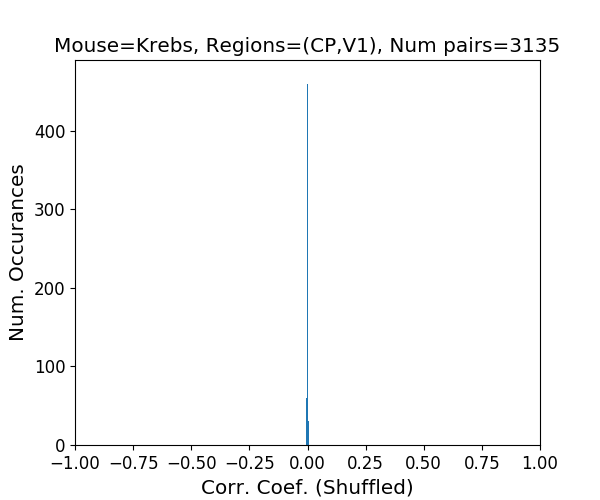 Mouse=Krebs, Regions=(CP,V1), Num pairs=3135
Num. Occurances
400
300
200
100
0
−1.00 −0.75 −0.50 −0.25 0.00 0.25 0.50 0.75 1.00
Corr. Coef. (Shuffled)